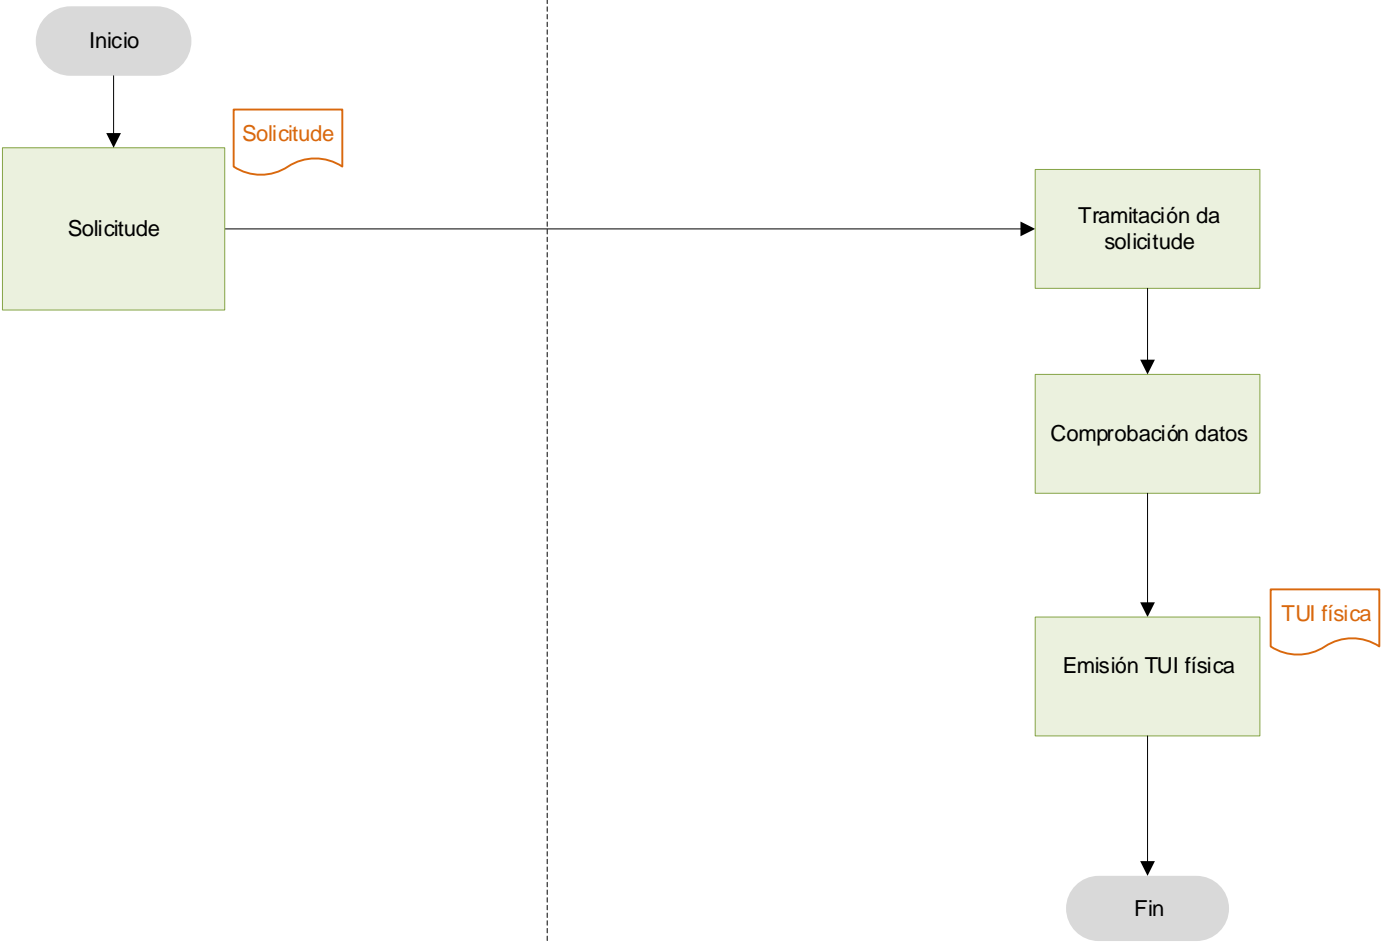 Inicio
Solicitude
Solicitude
Tramitación da
solicitude
Comprobación datos
TUI física
Emisión TUI física
Fin